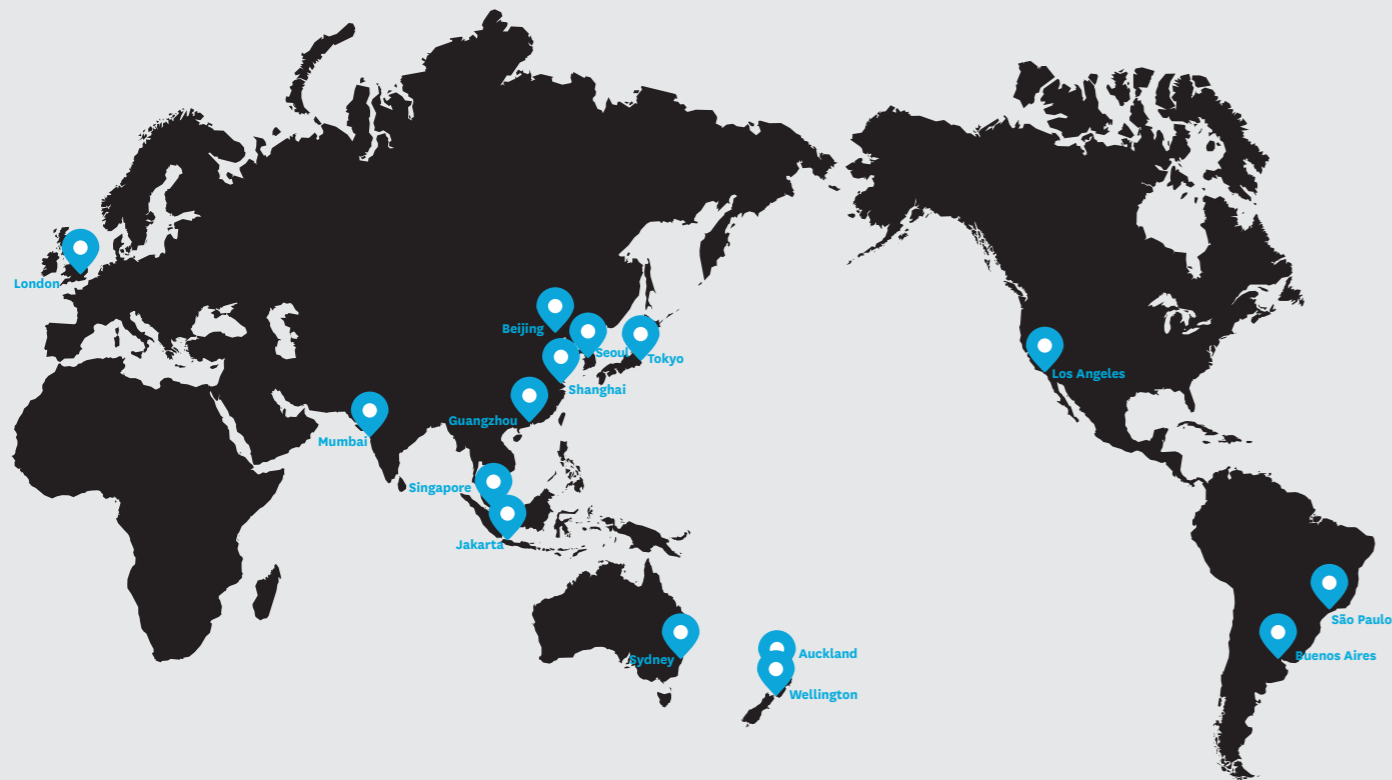 London
Beijing
Seoul
Tokyo
Los Angeles
Shanghai
Guangzhou
Mumbai
Singapore
Jakarta
São Paulo
Auckland
Buenos Aires
Sydney
Wellington